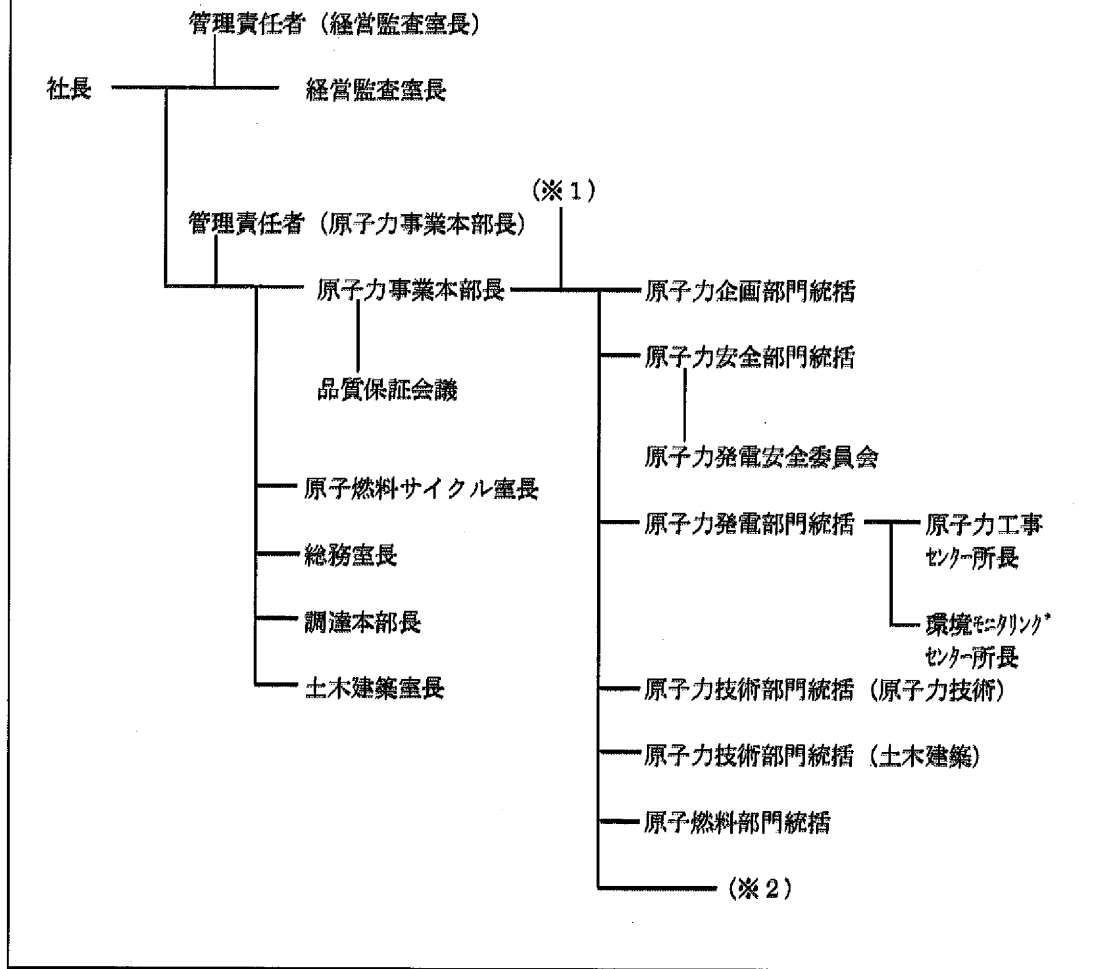 管理責任者（経営監査室長）
社長
経営監査室長
(※1)
管理責任者（原子力事業本部長）
原子力事業本部長
原子力企画部門統括
原子力安全部門統括
品質保証会議
原子力発電安全委員会
原子燃料サイクル室長
原子力発電部門統括
原子力工事
センター所長
総務室長
調達本部長
環境モニタリング
センター所長
土木建築室長
原子力技術部門統括（原子力技術）
原子力技術部門統括（土木建築）
原子燃料部門統括
(※2)